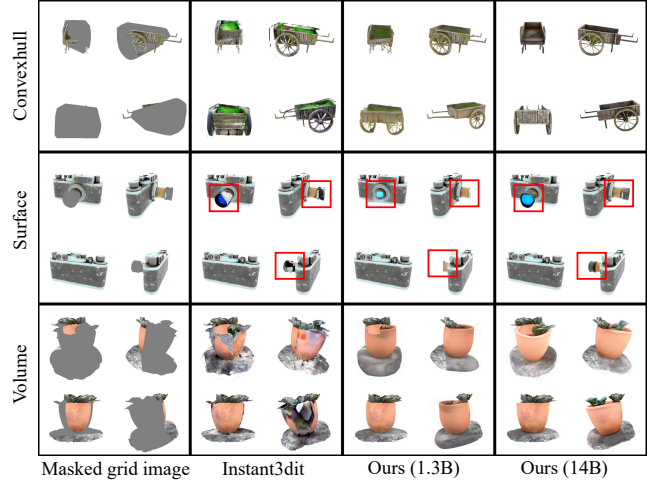 Convexhull
Surface
Volume
Masked grid image
Instant3dit
Ours (1.3B)
Ours (14B)